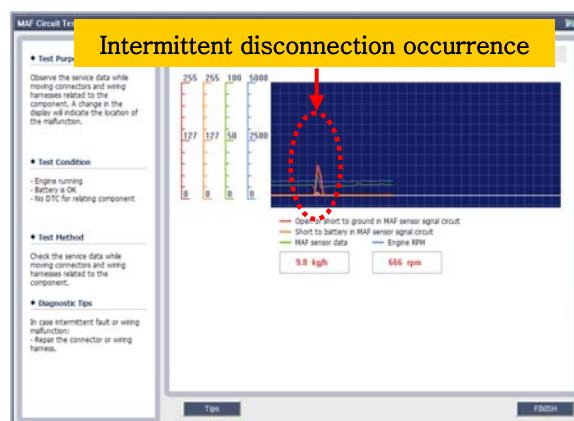 MAF Circuit Te
Intermittent disconnection occurrence
◆ Test Purp
Observe the service data while
moving connectors and wiring
harnesses related to the
component. A change in the
display will indicate the location of
the malfunction.
◆ Test Condition
- Engine running
- Battery is OK
- No DTC for relating component
◆ Test Method
Check the service data while
moving connectors and wiring
harnesses related to the
component.
◆ Diagnostic Tips
In case intermittent fault or wiring
malfunction:
- Repair the connector or wiring
harness.
255 255 100 5000
127 127 50 2500
0 0 0 0
Open or short to ground in MAF sensor signal circuit
Short to battery in MAF sensor signal circuit
MAF sensor data Engine RPM
9.8 kg/h 666 rpm
Tips FINISH